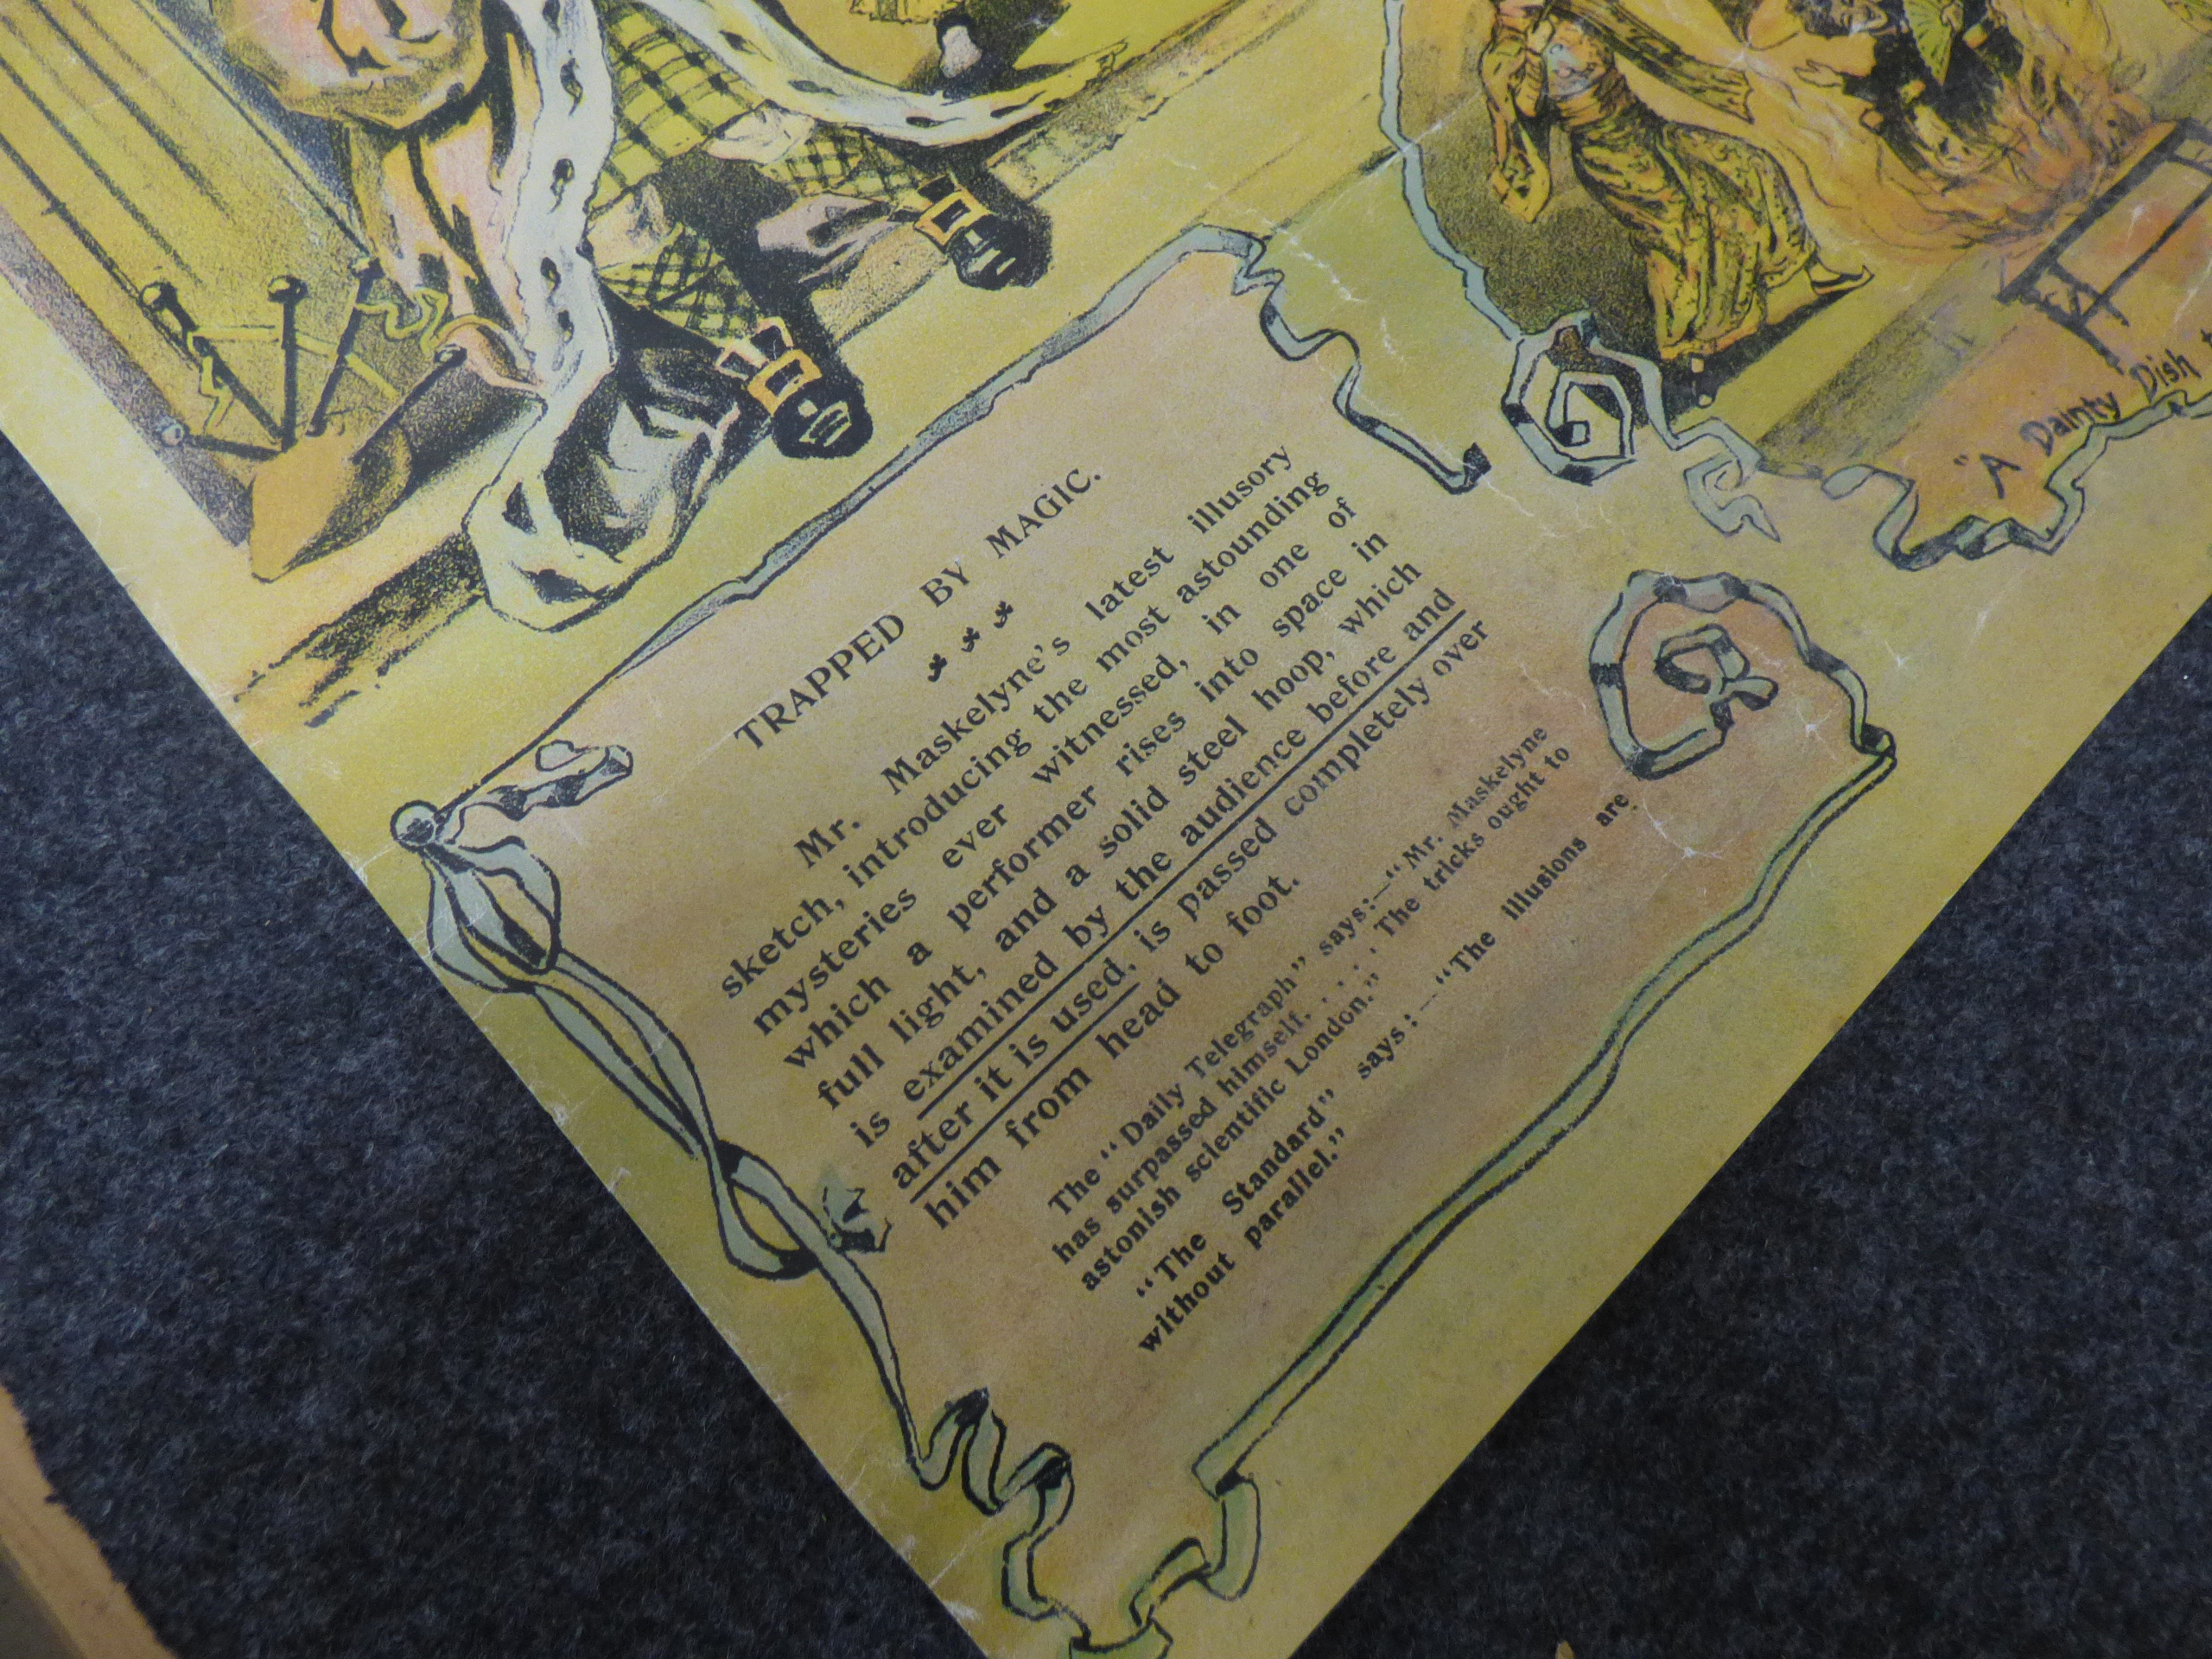 "A Dainty Dish
TRAPPED BY MAGIC.
Mr. Maskelyne's latest illusory
sketch, introducing the most astounding
mysteries ever witnessed, in one of
which a performer rises into space in
full light, and a solid steel hoop, which
is examined by the audience before and
after it is used, is passed completely over
him from head to foot.
The "Daily Telegraph" says:—"Mr. Maskelyne
has surpassed himself. . . . The tricks ought to
astonish scientific London."
"The Standard" says:—"The illusions are
without parallel."